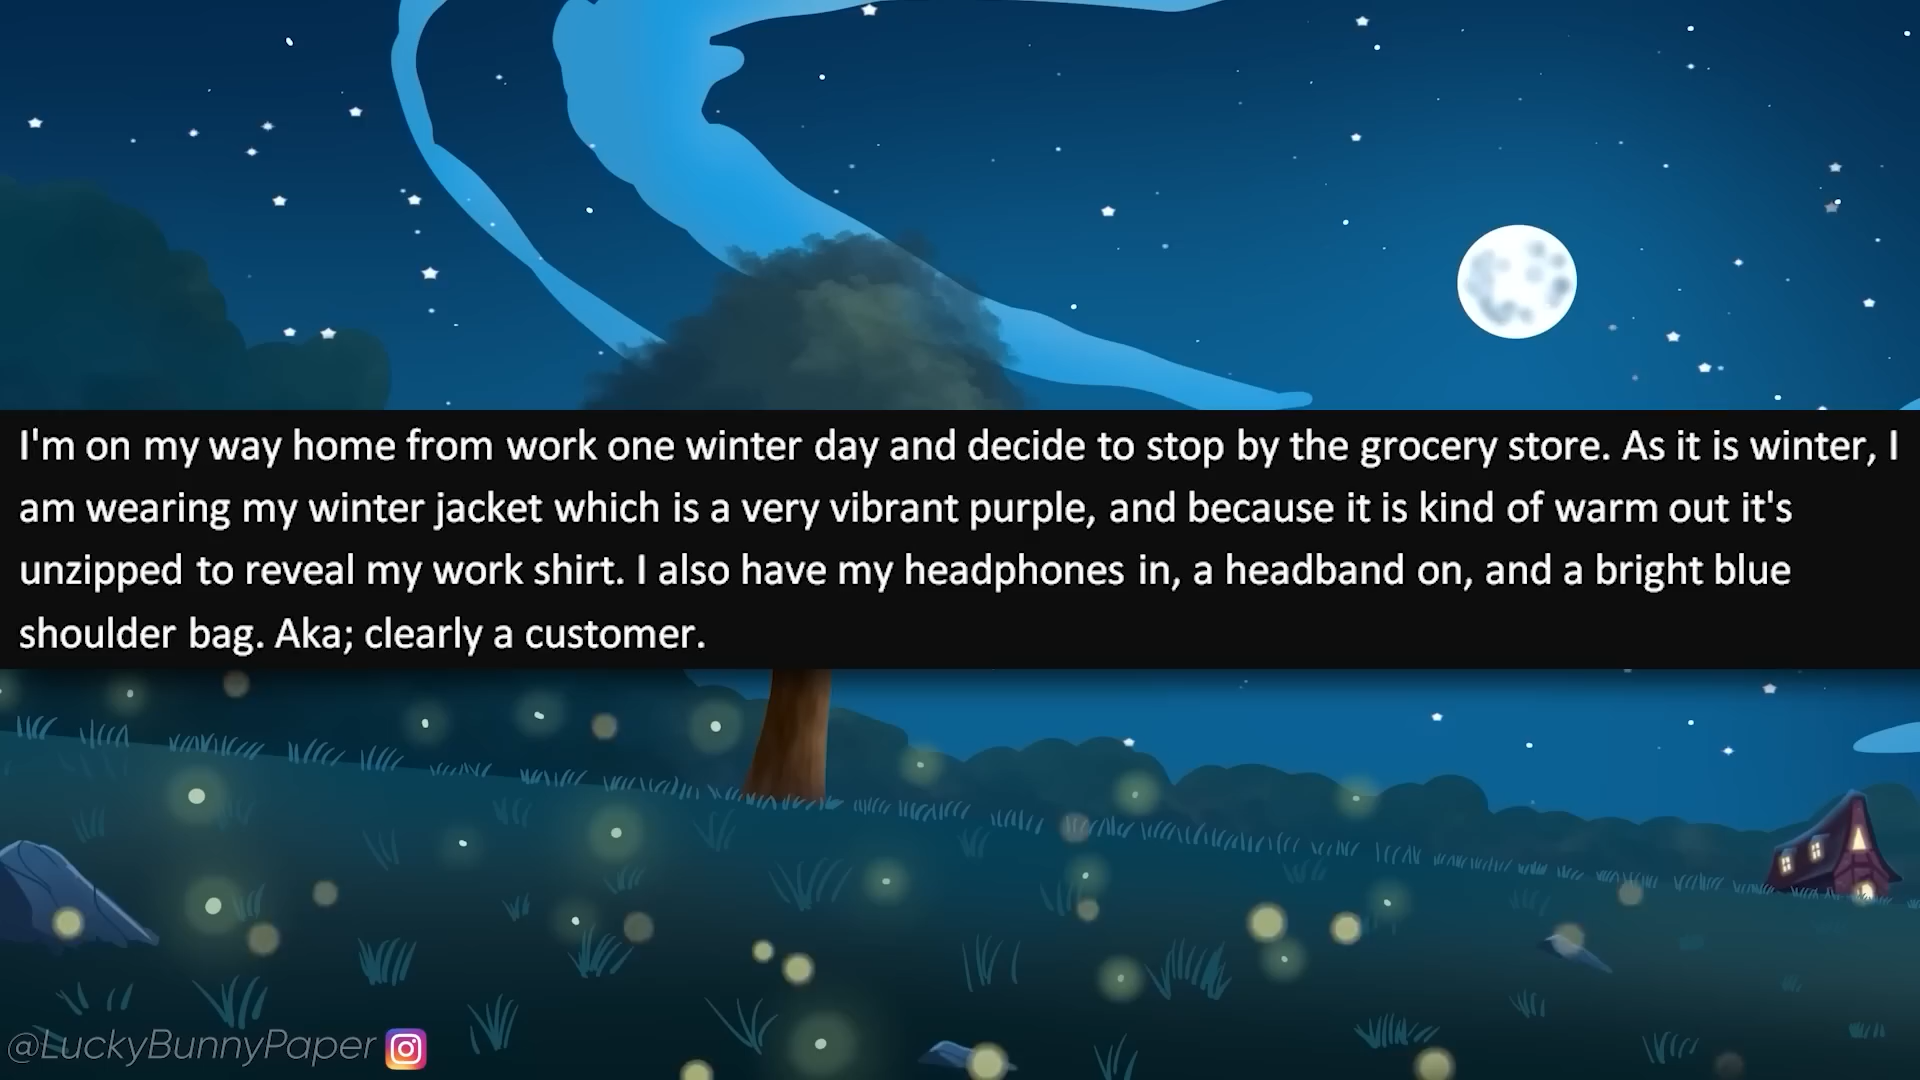 I'm on my way home from work one winter day and decide to stop by the grocery store. As it is winter, I
am wearing my winter jacket which is a very vibrant purple, and because it is kind of warm out it's
unzipped to reveal my work shirt. I also have my headphones in, a headband on, and a bright blue
shoulder bag. Aka; clearly a customer.
@LuckyBunnyPaper